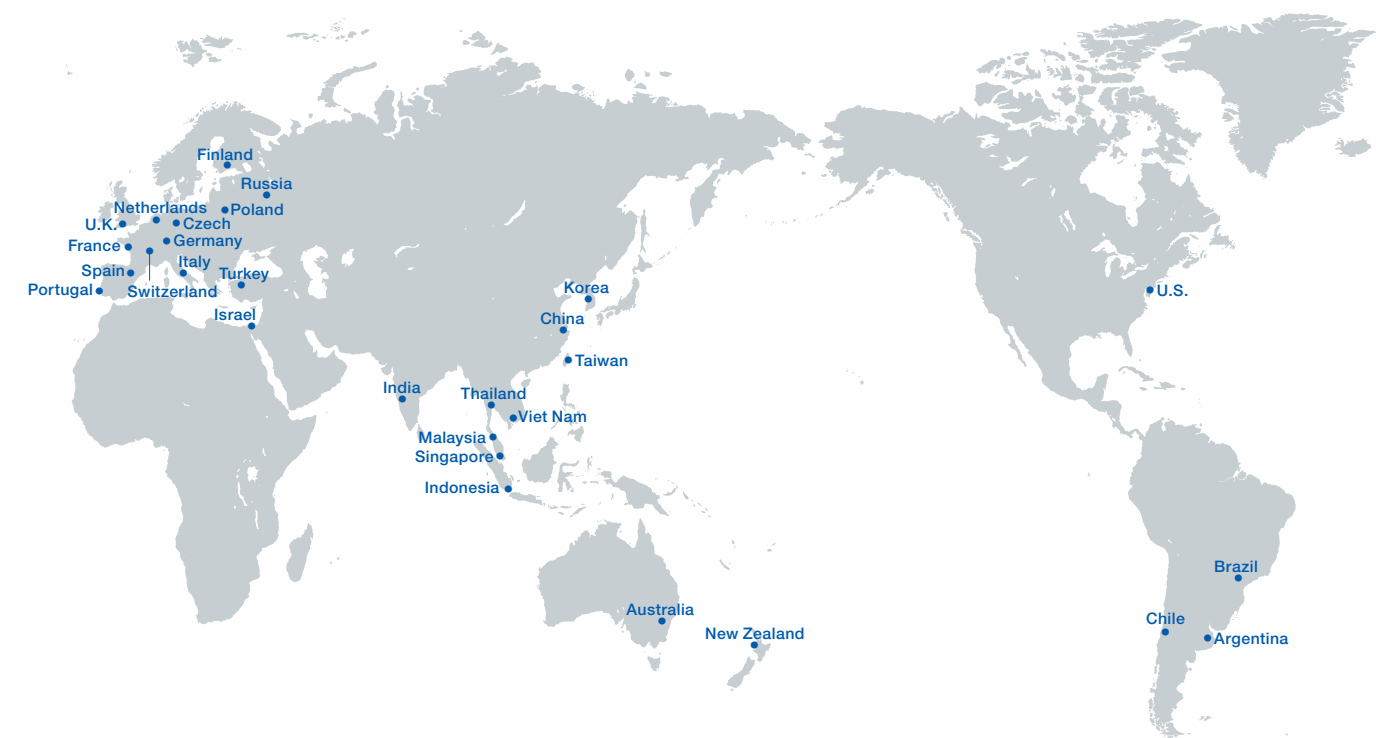 Finland
Russia
Netherlands
Poland
U.K.
Czech
France
Germany
Italy
Spain
Turkey
Portugal
Switzerland
Israel
Korea
China
Taiwan
India
Thailand
Viet Nam
Malaysia
Singapore
Indonesia
Australia
New Zealand
U.S.
Brazil
Chile
Argentina